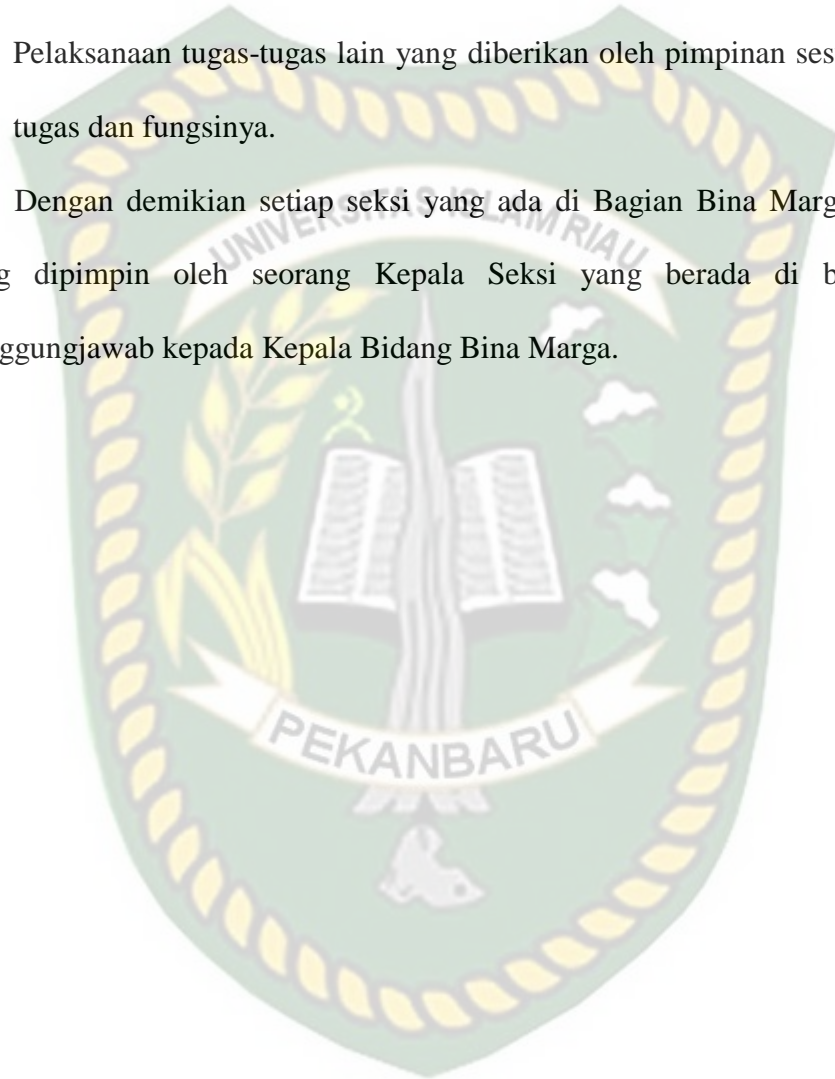 Pelaksanaan tugas-tugas lain yang diberikan oleh pimpinan ses
tugas dan fungsinya.
Dengan demikian setiap seksi yang ada di Bagian Bina Marg
g dipimpin oleh seorang Kepala Seksi yang berada di b
ggungjawab kepada Kepala Bidang Bina Marga.
UNIVERSITAS ISLAM RIAU
PEKANBARU